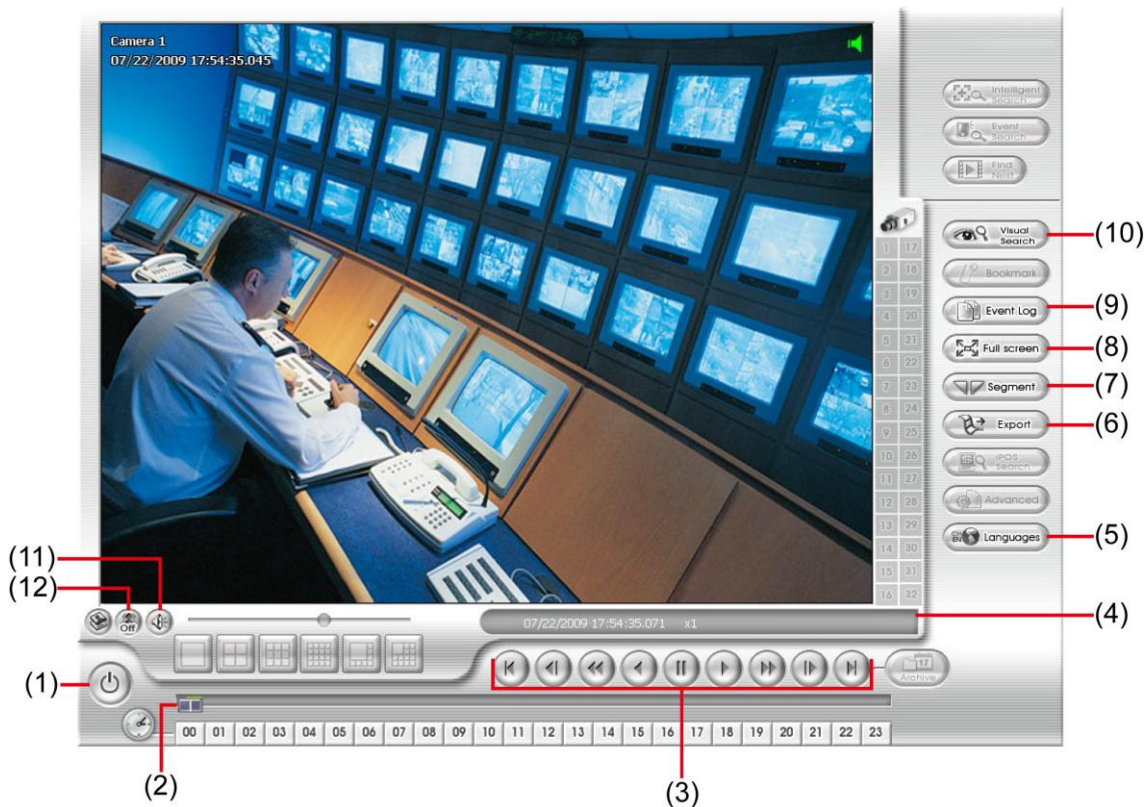 Camera 1
07/22/2009 17:54:35.045
Intelligent
Search
Event
Search
Find
Next
Visual
Search
(10)
Bookmark
Event Log
(9)
Full screen
(8)
Segment
(7)
Export
(6)
iPOS
Search
Advanced
Languages
(5)
1 17
2 18
3 19
4 20
5 21
6 22
7 23
8 24
9 25
10 26
11 27
12 28
13 29
14 30
15 31
16 32
(11)
(12)
Off
07/22/2009 17:54:35.071 x1
(4)
(1)
17
Archive
00 01 02 03 04 05 06 07 08 09 10 11 12 13 14 15 16 17 18 19 20 21 22 23
(2)
(3)